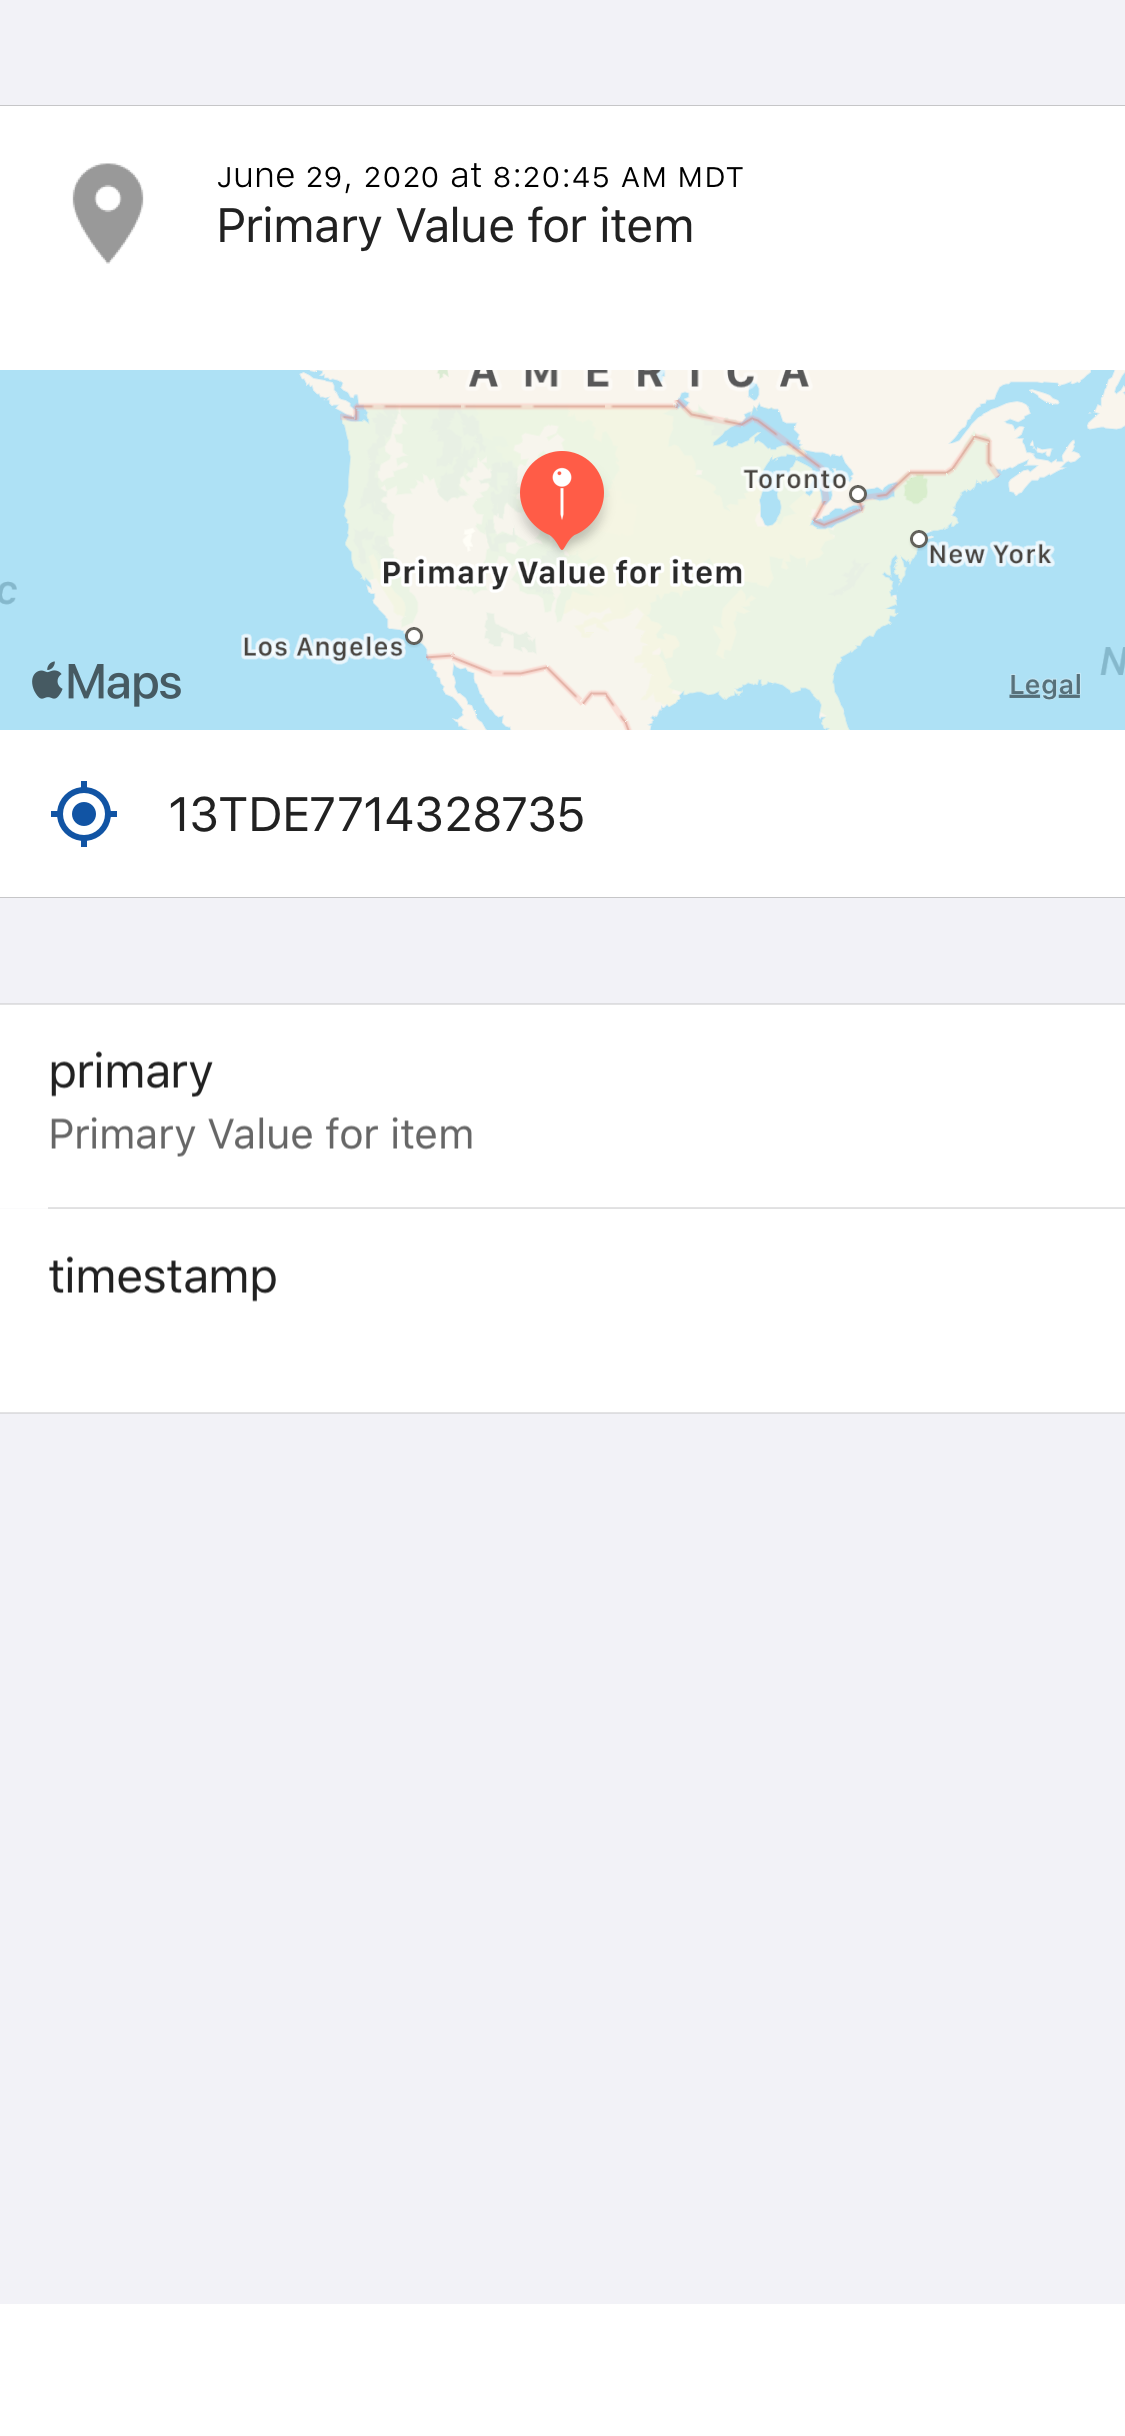 June 29, 2020 at 8:20:45 AM MDT
Primary Value for item
AMERICA
Toronto
New York
Primary Value for item
Los Angeles
Maps
Legal
13TDE7714328735
primary
Primary Value for item
timestamp